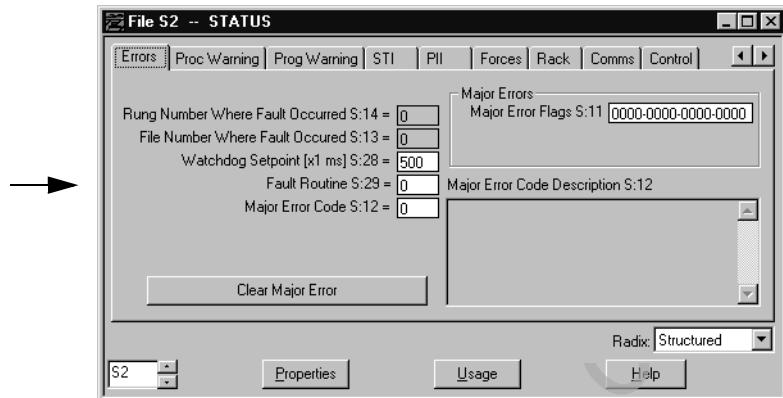 File S2 -- STATUS
Errors Proc Warning Prog Warning STI PII Forces Rack Comms Control
Rung Number Where Fault Occurred S:14 = 0
File Number Where Fault Occured S:13 = 0
Watchdog Setpoint [x1 ms] S:28 = 500
Fault Routine S:29 = 0
Major Error Code S:12 = 0
Clear Major Error
Major Errors
Major Error Flags S:11 0000-0000-0000-0000
Major Error Code Description S:12
Radix: Structured
S2 Properties Usage Help